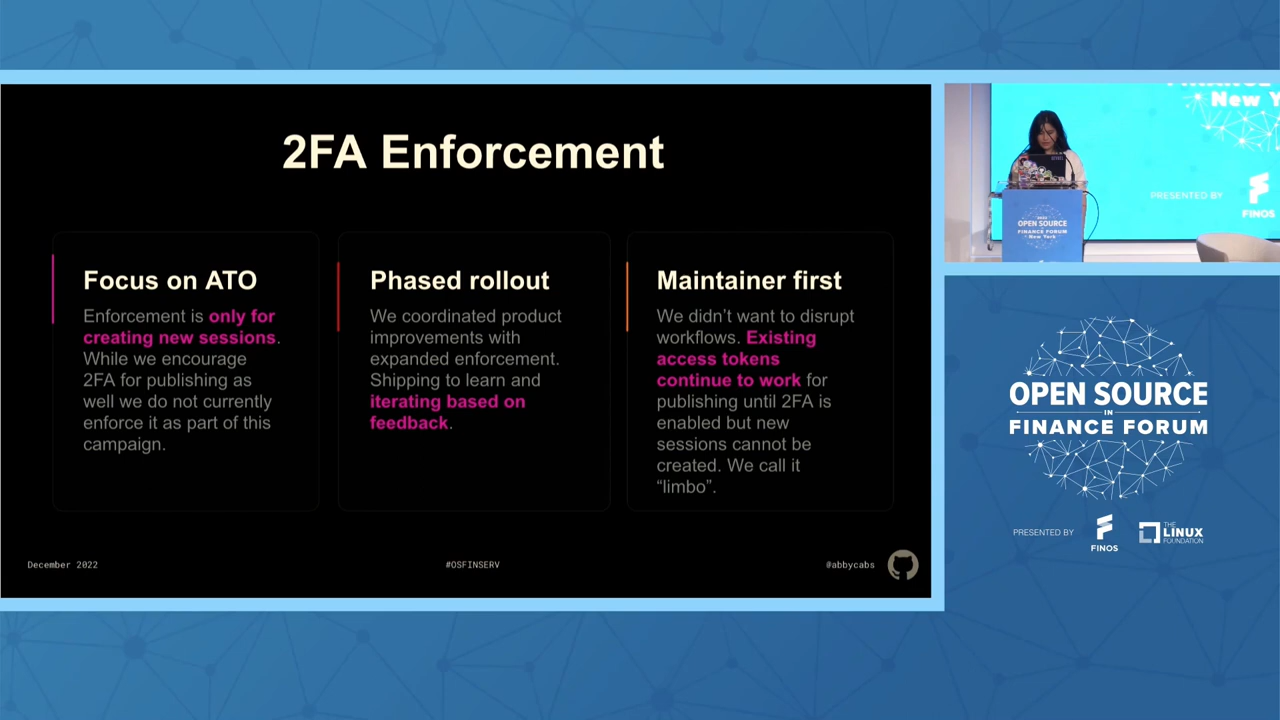 2FA Enforcement
Focus on ATO
Enforcement is only for
creating new sessions.
While we encourage
2FA for publishing as
well we do not currently
enforce it as part of this
campaign.
Phased rollout
We coordinated product
improvements with
expanded enforcement.
Shipping to learn and
iterating based on
feedback.
Maintainer first
We didn’t want to disrupt
workflows. Existing
access tokens
continue to work for
publishing until 2FA is
enabled but new
sessions cannot be
created. We call it
“limbo”.
December 2022
#OSFINSERV
@abbycabs
New Y
PRESENTED BY
FINOS
OPEN SOURCE
IN
FINANCE FORUM
New York
OPEN SOURCE
IN
FINANCE FORUM
PRESENTED BY
FINOS
THE
LINUX
FOUNDATION